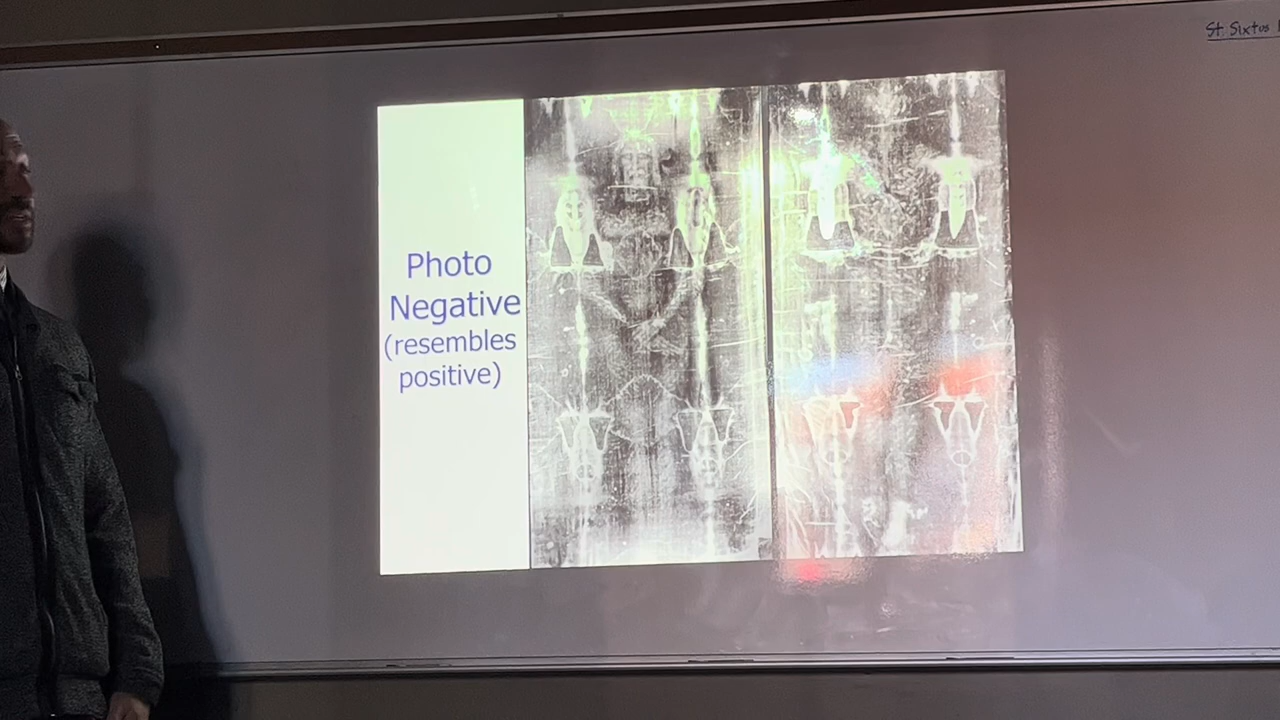 St. Sixtus
Photo
Negative
(resembles
positive)